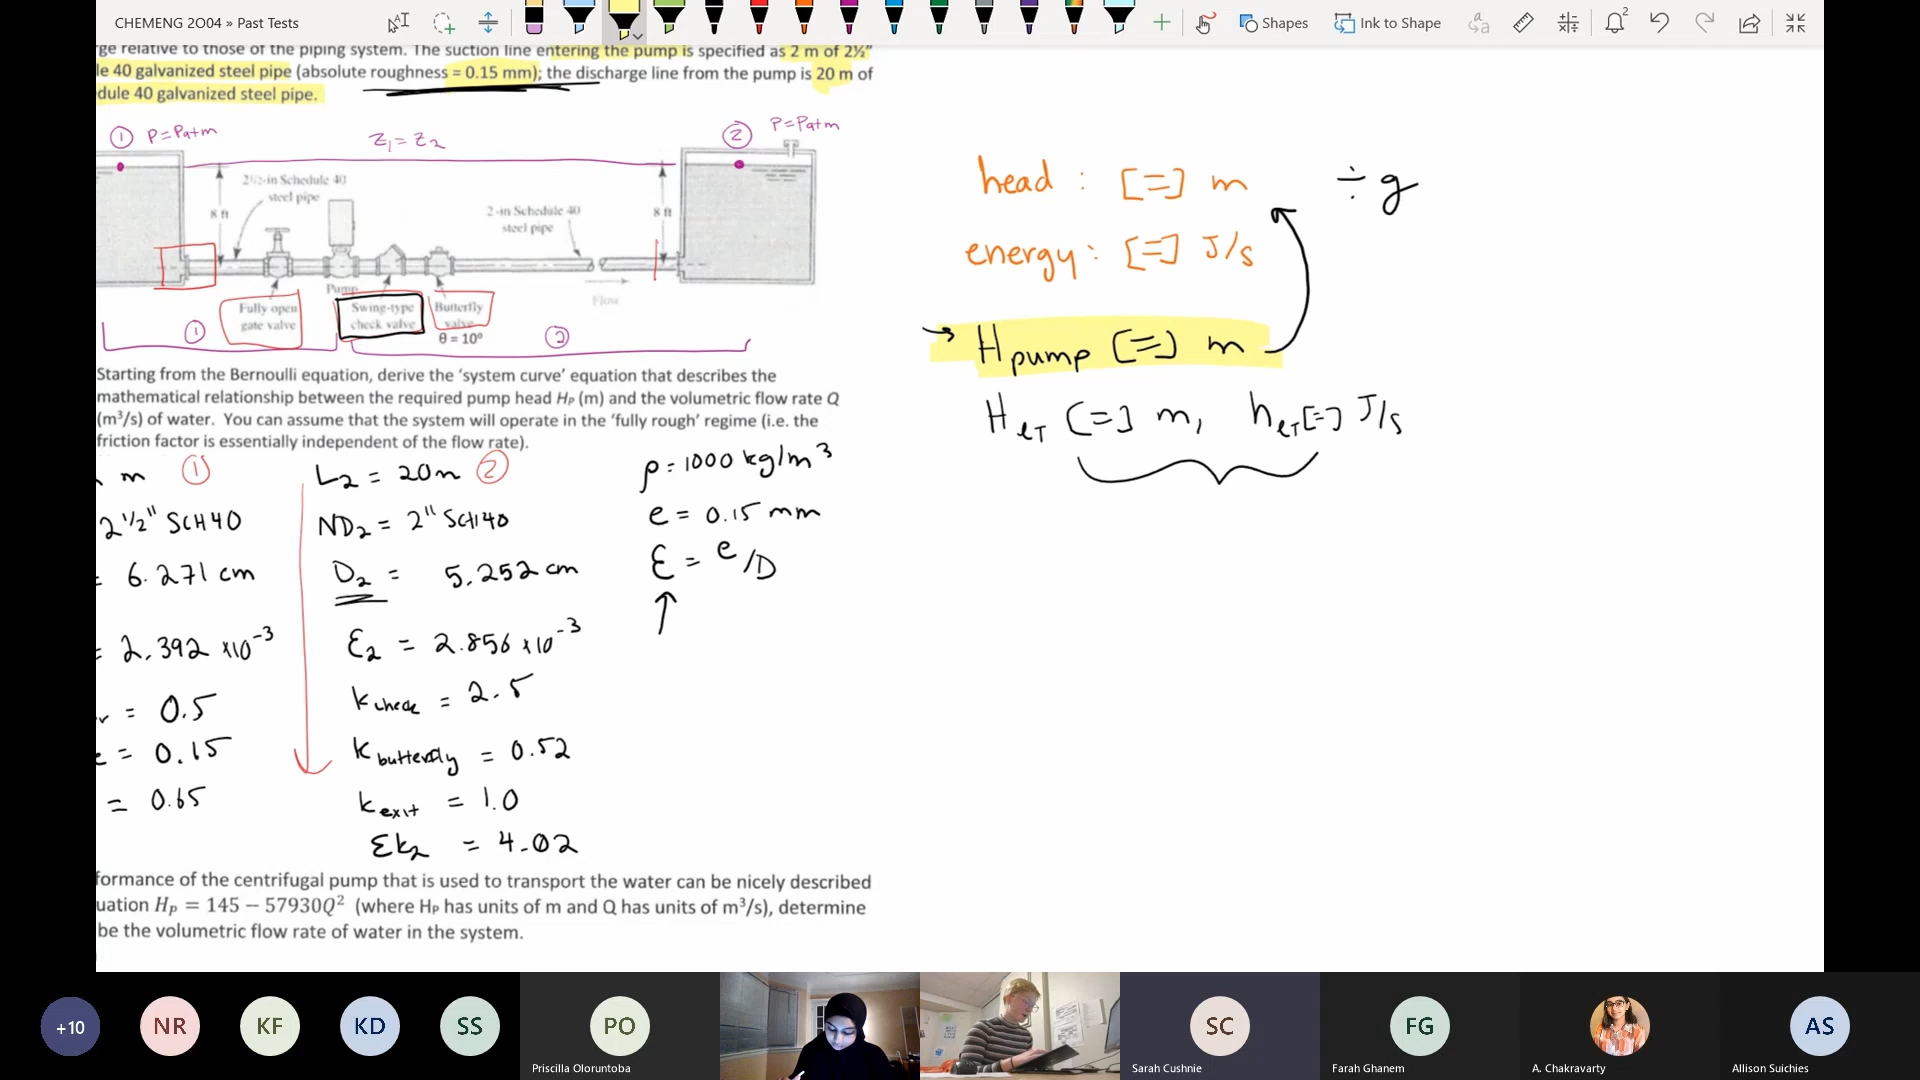 CHEMENG 2O04 » Past Tests
Shapes
Ink to Shape
2
ge relative to those of the piping system. The suction line entering the pump is specified as 2 m of 2½"
le 40 galvanized steel pipe (absolute roughness = 0.15 mm); the discharge line from the pump is 20 m of
dule 40 galvanized steel pipe.
① P=Patm
Z₁ = Z₂
② P=Patm
2½-in Schedule 40
steel pipe
8 ft
2-in Schedule 40
steel pipe
8 ft
Pump
Flow
Fully open
gate valve
Swing-type
check valve
Butterfly
valve
θ = 10°
①
②
Starting from the Bernoulli equation, derive the 'system curve' equation that describes the
mathematical relationship between the required pump head Hₚ (m) and the volumetric flow rate Q
(m³/s) of water. You can assume that the system will operate in the 'fully rough' regime (i.e. the
friction factor is essentially independent of the flow rate).
m ①
2 1/2" SCH40
= 6.271 cm
= 2.392 x10⁻³
= 0.5
= 0.15
= 0.65
L₂ = 20m ②
ND₂ = 2" SCH40
D₂ = 5.252 cm
ε₂ = 2.856 x10⁻³
k check = 2.5
k butterfly = 0.52
k exit = 1.0
Σk₂ = 4.02
ρ = 1000 kg/m³
e = 0.15 mm
ε = e/D
formance of the centrifugal pump that is used to transport the water can be nicely described
uation Hₚ = 145 − 57930Q² (where Hₚ has units of m and Q has units of m³/s), determine
be the volumetric flow rate of water in the system.
head : [=] m ÷ g
energy : [=] J/s
→ H pump [=] m
H eT [=] m, h eT [=] J/s
+10
NR
KF
KD
SS
PO
Priscilla Oloruntoba
SC
Sarah Cushnie
FG
Farah Ghanem
A. Chakravarty
AS
Allison Suichies